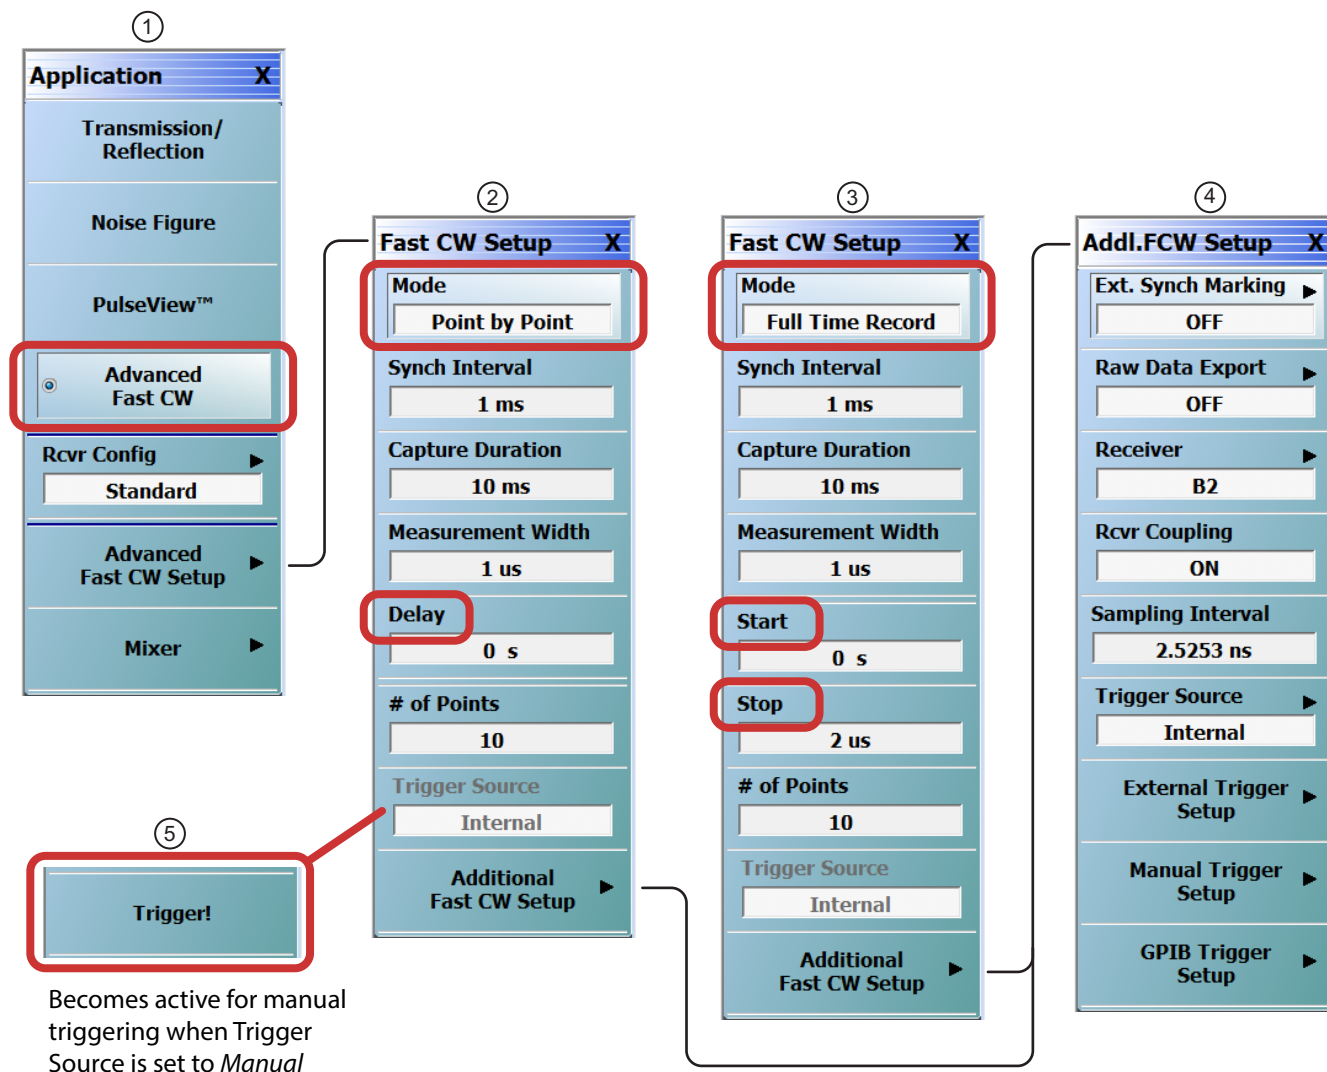 1
Application X
Transmission/
Reflection
Noise Figure
PulseView™
Advanced
Fast CW
Rcvr Config
Standard
Advanced
Fast CW Setup
Mixer
2
Fast CW Setup X
Mode
Point by Point
Synch Interval
1 ms
Capture Duration
10 ms
Measurement Width
1 us
Delay
0 s
# of Points
10
Trigger Source
Internal
Additional
Fast CW Setup
3
Fast CW Setup X
Mode
Full Time Record
Synch Interval
1 ms
Capture Duration
10 ms
Measurement Width
1 us
Start
0 s
Stop
2 us
# of Points
10
Trigger Source
Internal
Additional
Fast CW Setup
4
Addl.FCW Setup X
Ext. Synch Marking
OFF
Raw Data Export
OFF
Receiver
B2
Rcvr Coupling
ON
Sampling Interval
2.5253 ns
Trigger Source
Internal
External Trigger
Setup
Manual Trigger
Setup
GPIB Trigger
Setup
5
Trigger!
Becomes active for manual
triggering when Trigger
Source is set to Manual